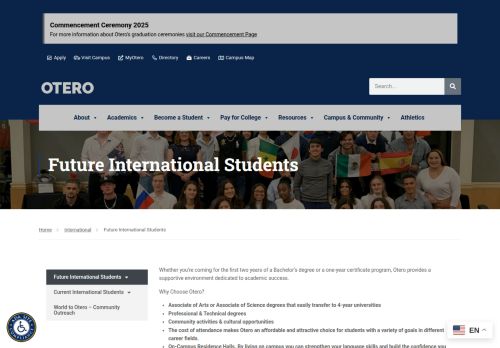 Commencement Ceremony 2025
For more information about Otero's graduation ceremonies visit our Commencement Page
Apply Visit Campus MyOtero Directory Careers Campus Map
OTERO
Search...
About Academics Become a Student Pay for College Resources Campus & Community Athletics
Future International Students
Home International Future International Students
Future International Students
Current International Students
World to Otero – Community
Outreach
Whether you're coming for the first two years of a Bachelor's degree or a one-year certificate program, Otero provides a
supportive environment dedicated to academic success.
Why Choose Otero?
Associate of Arts or Associate of Science degrees that easily transfer to 4-year universities
Professional & Technical degrees
Community activities & cultural opportunities
The cost of attendance makes Otero an affordable and attractive choice for students with a variety of goals in different
career fields.
On-Campus Residence Halls. By living on campus you can strengthen your language skills and build the confidence you
EN